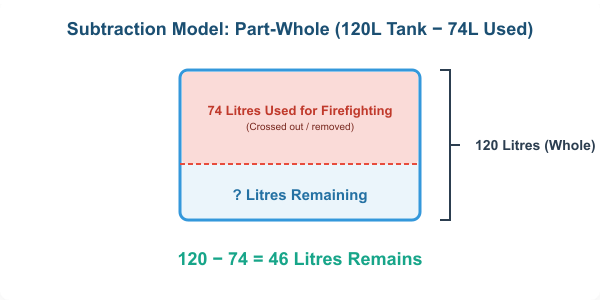 Subtraction Model: Part-Whole (120L Tank − 74L Used)
74 Litres Used for Firefighting
(Crossed out / removed)
120 Litres (Whole)
? Litres Remaining
120 − 74 = 46 Litres Remains